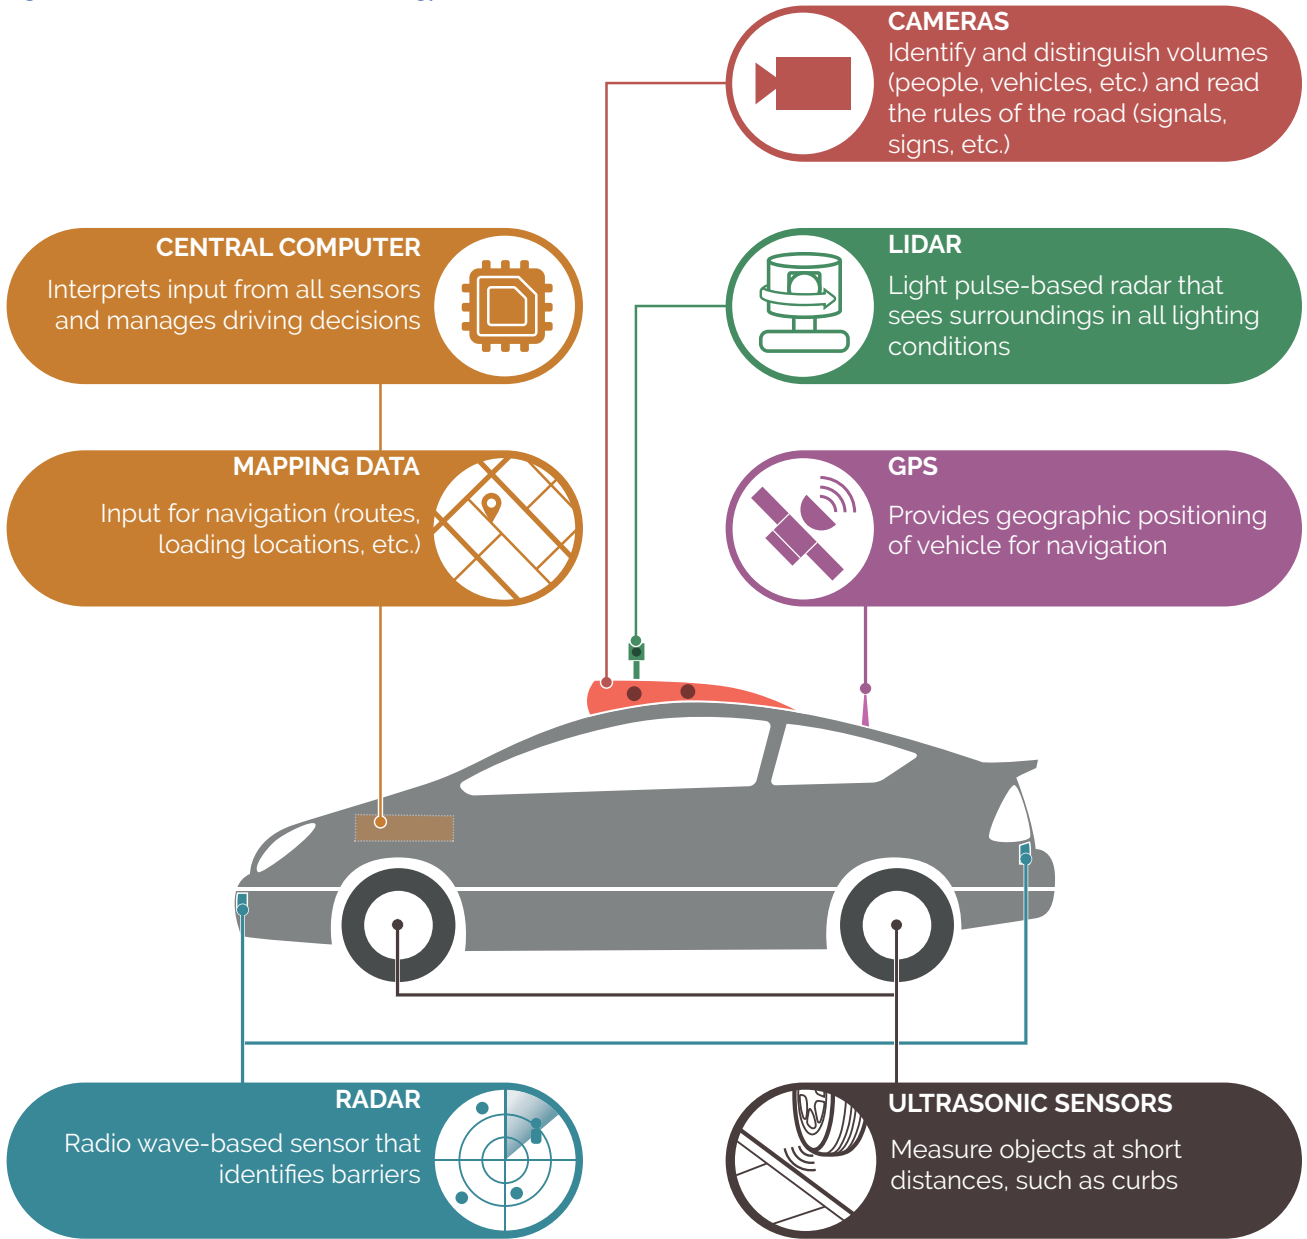 CAMERAS
Identify and distinguish volumes
(people, vehicles, etc.) and read
the rules of the road (signals,
signs, etc.)
CENTRAL COMPUTER
Interprets input from all sensors
and manages driving decisions
LIDAR
Light pulse-based radar that
sees surroundings in all lighting
conditions
MAPPING DATA
Input for navigation (routes,
loading locations, etc.)
GPS
Provides geographic positioning
of vehicle for navigation
RADAR
Radio wave-based sensor that
identifies barriers
ULTRASONIC SENSORS
Measure objects at short
distances, such as curbs